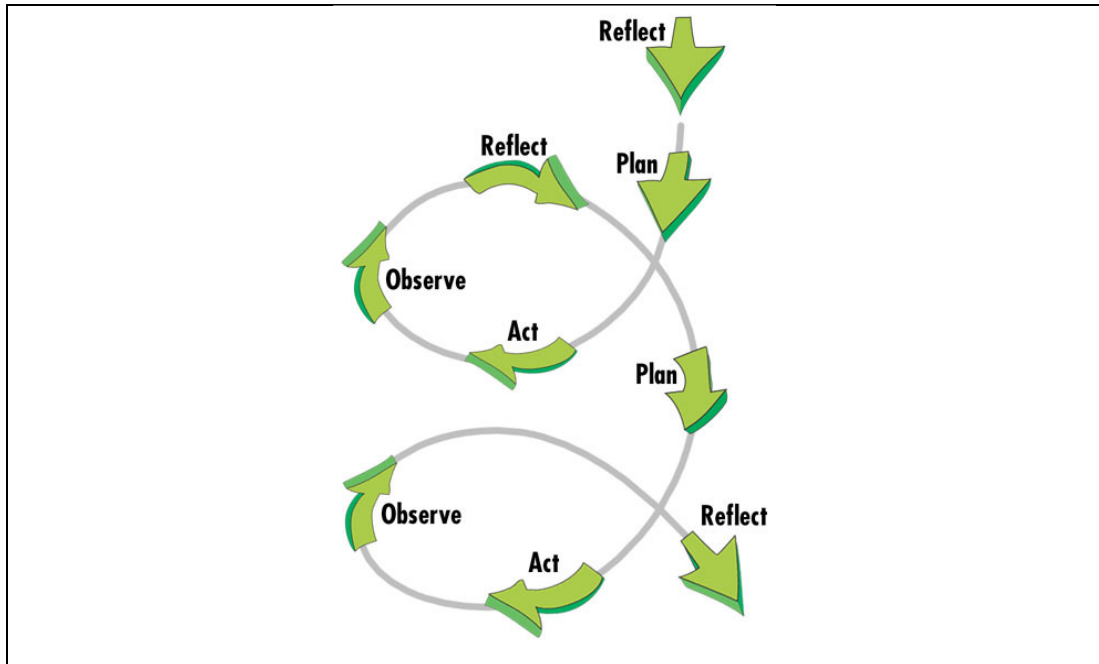 Reflect
Plan
Act
Observe
Reflect
Plan
Act
Observe
Reflect